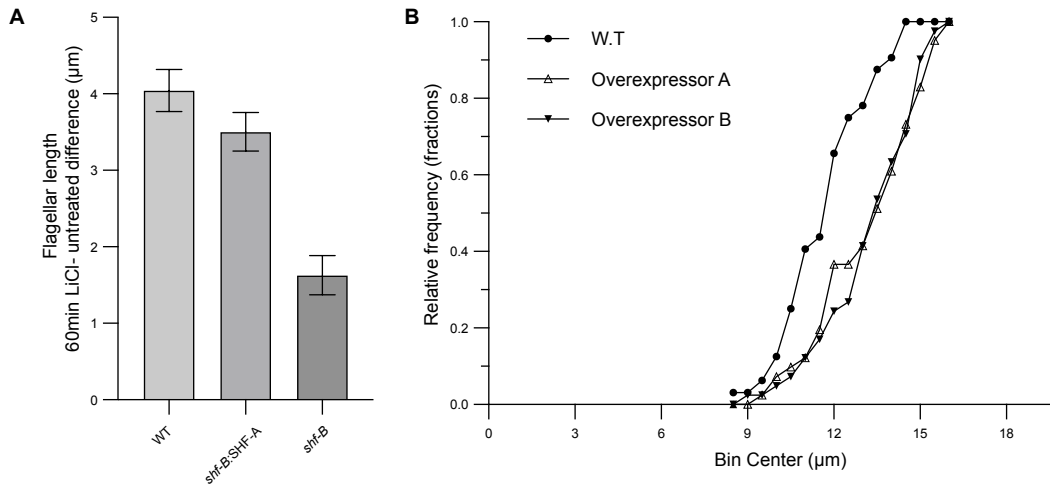 A
Flagellar length
60min LiCl- untreated difference (µm)
5
4
3
2
1
0
WT
shf-B:SHF-A
shf-B
B
W.T
Overexpressor A
Overexpressor B
Relative frequency (fractions)
1.0
0.8
0.6
0.4
0.2
0.0
0
3
6
9
12
15
18
Bin Center (µm)